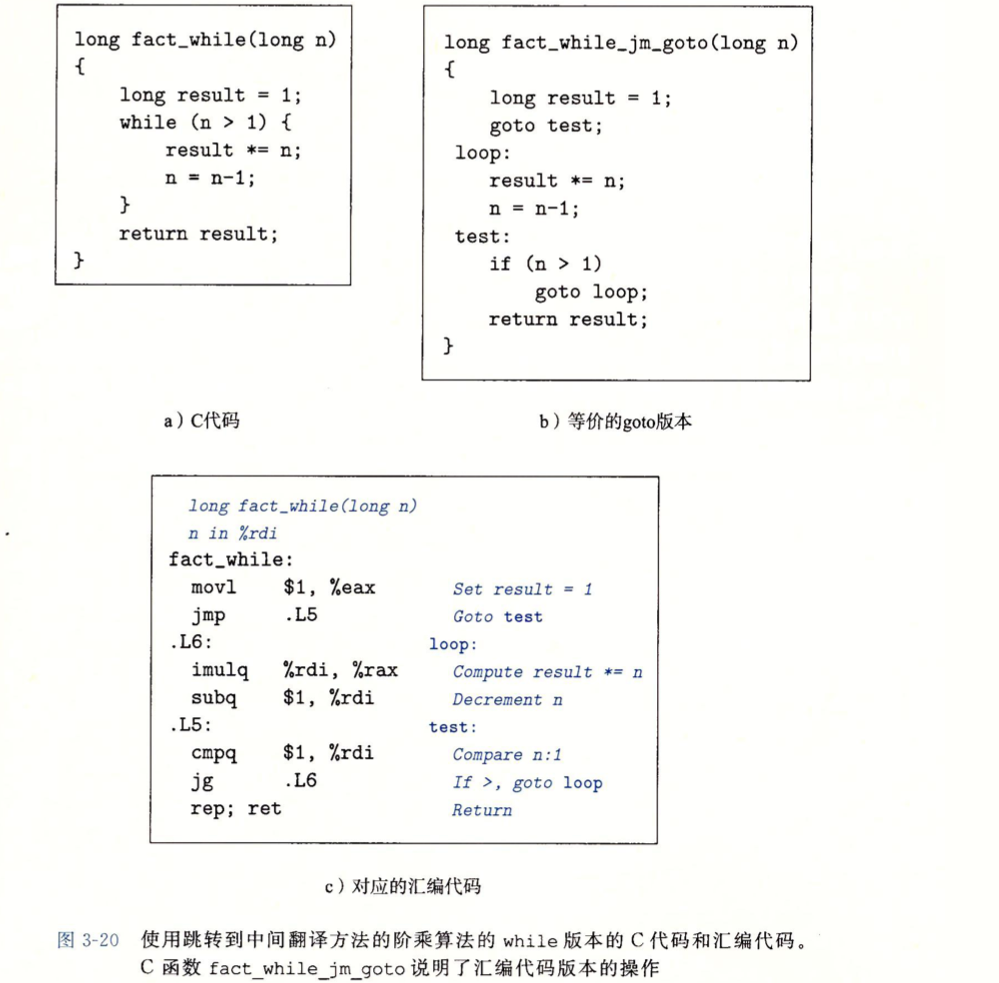 long fact_while(long n)
{
    long result = 1;
    while (n > 1) {
        result *= n;
        n = n-1;
    }
    return result;
}
a）C代码
long fact_while_jm_goto(long n)
{
    long result = 1;
    goto test;
 loop:
    result *= n;
    n = n-1;
 test:
    if (n > 1)
        goto loop;
    return result;
}
b）等价的goto版本
long fact_while(long n)
n in %rdi
fact_while:
  movl    $1, %eax    Set result = 1
  jmp     .L5    Goto test
.L6:    loop:
  imulq   %rdi, %rax    Compute result *= n
  subq    $1, %rdi    Decrement n
.L5:    test:
  cmpq    $1, %rdi    Compare n:1
  jg      .L6    If >, goto loop
  rep; ret    Return
c）对应的汇编代码
图 3-20 使用跳转到中间翻译方法的阶乘算法的 while 版本的 C 代码和汇编代码。
C 函数 fact_while_jm_goto 说明了汇编代码版本的操作